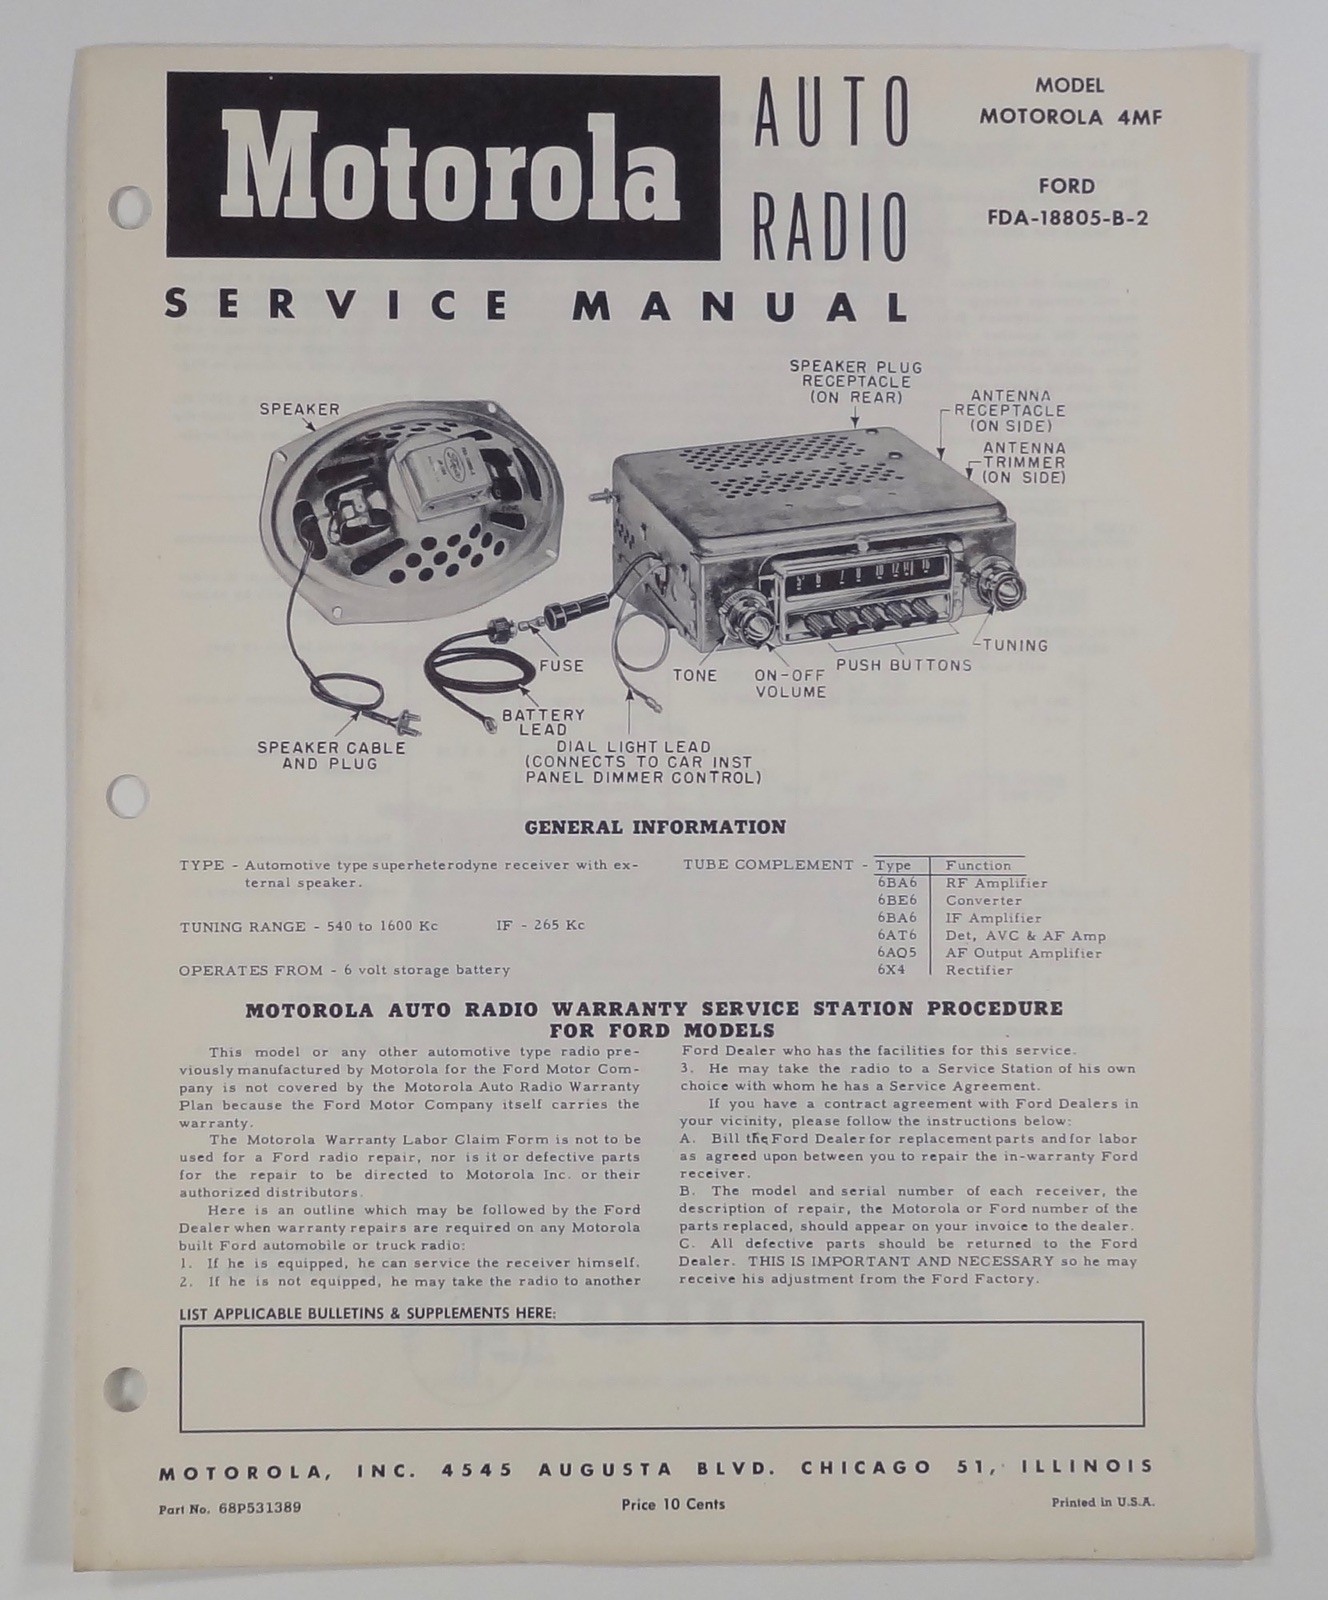 Motorola
AUTO
RADIO
MODEL
MOTOROLA 4MF
FORD
FDA-18805-B-2
SERVICE MANUAL
SPEAKER
SPEAKER PLUG
RECEPTACLE
(ON REAR)
ANTENNA
RECEPTACLE
(ON SIDE)
ANTENNA
TRIMMER
(ON SIDE)
FUSE
TONE
ON-OFF
VOLUME
PUSH BUTTONS
TUNING
BATTERY
LEAD
SPEAKER CABLE
AND PLUG
DIAL LIGHT LEAD
(CONNECTS TO CAR INST
PANEL DIMMER CONTROL)
GENERAL INFORMATION
TYPE - Automotive type superheterodyne receiver with ex-
ternal speaker.
TUNING RANGE - 540 to 1600 Kc IF - 265 Kc
OPERATES FROM - 6 volt storage battery
TUBE COMPLEMENT - Type Function
6BA6 RF Amplifier
6BE6 Converter
6BA6 IF Amplifier
6AT6 Det, AVC & AF Amp
6AQ5 AF Output Amplifier
6X4 Rectifier
MOTOROLA AUTO RADIO WARRANTY SERVICE STATION PROCEDURE
FOR FORD MODELS
This model or any other automotive type radio pre-
viously manufactured by Motorola for the Ford Motor Com-
pany is not covered by the Motorola Auto Radio Warranty
Plan because the Ford Motor Company itself carries the
warranty.
The Motorola Warranty Labor Claim Form is not to be
used for a Ford radio repair, nor is it or defective parts
for the repair to be directed to Motorola Inc. or their
authorized distributors.
Here is an outline which may be followed by the Ford
Dealer when warranty repairs are required on any Motorola
built Ford automobile or truck radio:
1. If he is equipped, he can service the receiver himself.
2. If he is not equipped, he may take the radio to another
Ford Dealer who has the facilities for this service.
3. He may take the radio to a Service Station of his own
choice with whom he has a Service Agreement.
If you have a contract agreement with Ford Dealers in
your vicinity, please follow the instructions below:
A. Bill the Ford Dealer for replacement parts and for labor
as agreed upon between you to repair the in-warranty Ford
receiver.
B. The model and serial number of each receiver, the
description of repair, the Motorola or Ford number of the
parts replaced, should appear on your invoice to the dealer.
C. All defective parts should be returned to the Ford
Dealer. THIS IS IMPORTANT AND NECESSARY so he may
receive his adjustment from the Ford Factory.
LIST APPLICABLE BULLETINS & SUPPLEMENTS HERE:
MOTOROLA, INC. 4545 AUGUSTA BLVD. CHICAGO 51, ILLINOIS
Part No. 68P531389
Price 10 Cents
Printed in U.S.A.